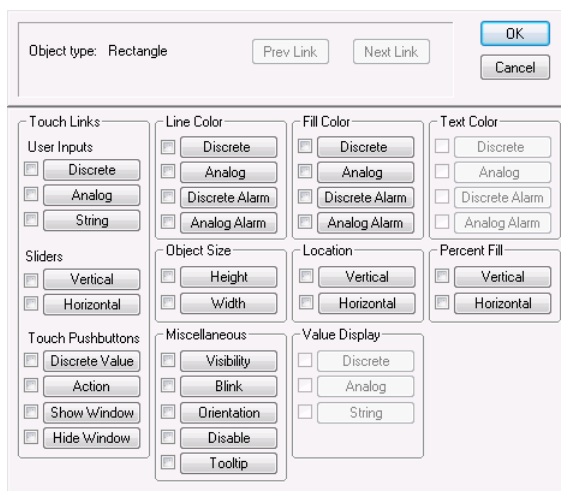 Object type: Rectangle
Prev Link
Next Link
OK
Cancel
Touch Links
User Inputs
Discrete
Analog
String
Sliders
Vertical
Horizontal
Touch Pushbuttons
Discrete Value
Action
Show Window
Hide Window
Line Color
Discrete
Analog
Discrete Alarm
Analog Alarm
Object Size
Height
Width
Miscellaneous
Visibility
Blink
Orientation
Disable
Tooltip
Fill Color
Discrete
Analog
Discrete Alarm
Analog Alarm
Location
Vertical
Horizontal
Value Display
Discrete
Analog
String
Text Color
Discrete
Analog
Discrete Alarm
Analog Alarm
Percent Fill
Vertical
Horizontal